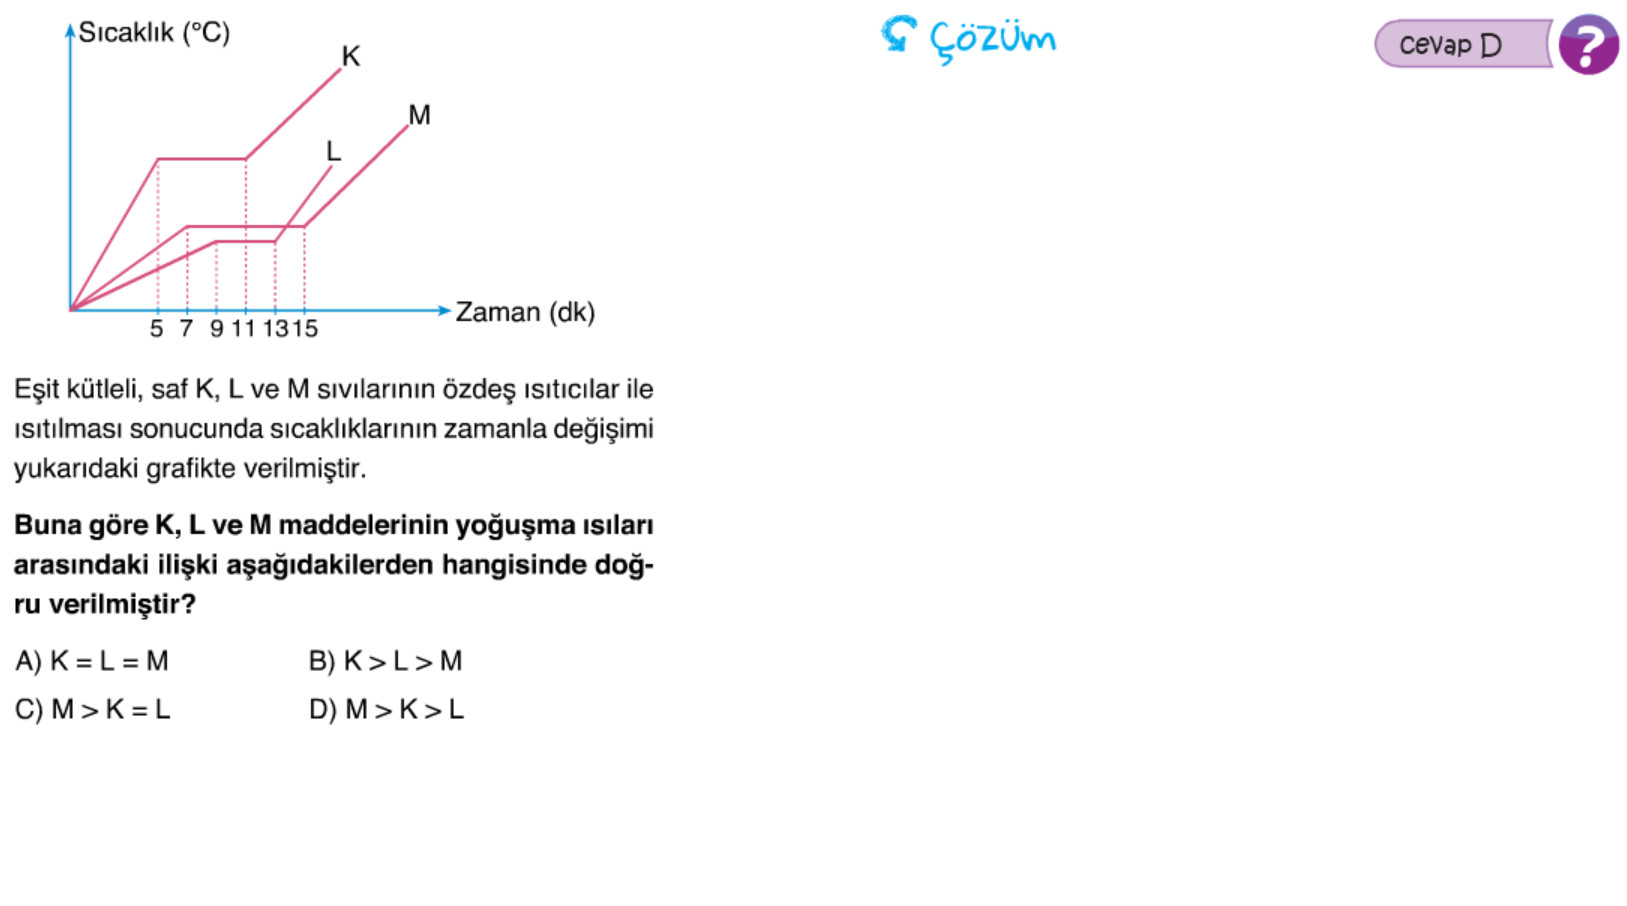 Sıcaklık (°C)
K
M
L
Zaman (dk)
5 7 9 11 13 15
Eşit kütleli, saf K, L ve M sıvılarının özdeş ısıtıcılar ile
ısıtılması sonucunda sıcaklıklarının zamanla değişimi
yukarıdaki grafikte verilmiştir.
Buna göre K, L ve M maddelerinin yoğuşma ısıları
arasındaki ilişki aşağıdakilerden hangisinde doğ-
ru verilmiştir?
A) K = L = M
B) K > L > M
C) M > K = L
D) M > K > L
Çözüm
Cevap D
?